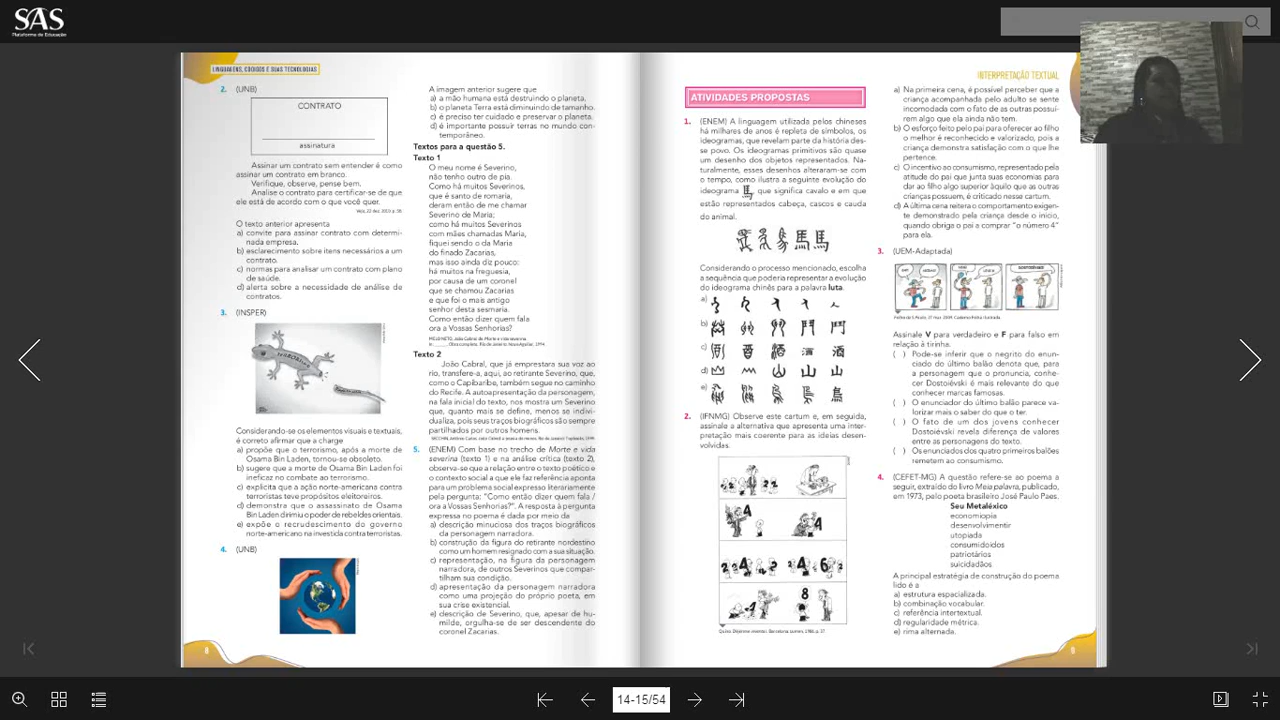 SAS
Plataforma de Educação
LINGUAGENS, CÓDIGOS E SUAS TECNOLOGIAS
2. (UNB)
CONTRATO
assinatura
Assinar um contrato sem entender é como
assinar um contrato em branco.
Verifique, observe, pense bem.
Analise o contrato para certificar-se de que
ele está de acordo com o que você quer.
O texto anterior apresenta
a) convite para assinar contrato com determi-
nada empresa.
b) esclarecimento sobre itens necessários a um
contrato.
c) normas para analisar um contrato com plano
de saúde.
d) alerta sobre a necessidade de análise de
contratos.
3. (INSPER)
Considerando-se os elementos visuais e textuais,
é correto afirmar que a charge
a) propõe que o terrorismo, após a morte de
Osama Bin Laden, tornou-se obsoleto.
b) sugere que a morte de Osama Bin Laden foi
ineficaz no combate ao terrorismo.
c) explicita que a ação norte-americana contra
terroristas teve propósitos eleitoreiros.
d) demonstra que o assassinato de Osama
Bin Laden dirimiu o poder de rebeldes orientais.
e) expõe o recrudescimento do governo
norte-americano na investida contra terroristas.
4. (UNB)
8
A imagem anterior sugere que
a) a mão humana está destruindo o planeta.
b) o planeta Terra está diminuindo de tamanho.
c) é preciso ter cuidado e preservar o planeta.
d) é importante possuir terras no mundo con-
temporâneo.
Textos para a questão 5.
Texto 1
O meu nome é Severino,
não tenho outro de pia.
Como há muitos Severinos,
que é santo de romaria,
deram então de me chamar
Severino de Maria;
como há muitos Severinos
com mães chamadas Maria,
fiquei sendo o da Maria
do finado Zacarias,
mas isso ainda diz pouco:
há muitos na freguesia,
por causa de um coronel
que se chamou Zacarias
e que foi o mais antigo
senhor desta sesmaria.
Como então dizer quem fala
ora a Vossas Senhorias?
Texto 2
João Cabral, que já emprestara sua voz ao
rio, transfere-a, aqui, ao retirante Severino, que,
como o Capibaribe, também segue no caminho
do Recife. A autoapresentação da personagem,
na fala inicial do texto, nos mostra um Severino
que, quanto mais se define, menos se indivi-
dualiza, pois seus traços biográficos são sempre
partilhados por outros homens.
5. (ENEM) Com base no trecho de Morte e vida
severina (texto 1) e na análise crítica (texto 2),
observa-se que a relação entre o texto poético e
o contexto social a que ele faz referência aponta
para um problema social expresso literariamente
pela pergunta: "Como então dizer quem fala /
ora a Vossas Senhorias?". A resposta à pergunta
expressa no poema é dada por meio da
a) descrição minuciosa dos traços biográficos
da personagem narradora.
b) construção da figura do retirante nordestino
como um homem resignado com a sua situação.
c) representação, na figura da personagem
narradora, de outros Severinos que compar-
tilham sua condição.
d) apresentação da personagem narradora
como uma projeção do próprio poeta, em
sua crise existencial.
e) descrição de Severino, que, apesar de hu-
milde, orgulha-se de ser descendente do
coronel Zacarias.
INTERPRETAÇÃO TEXTUAL
ATIVIDADES PROPOSTAS
1. (ENEM) A linguagem utilizada pelos chineses
há milhares de anos é repleta de símbolos, os
ideogramas, que revelam parte da história des-
se povo. Os ideogramas primitivos são quase
um desenho dos objetos representados. Na-
turalmente, esses desenhos alteraram-se com
o tempo, como ilustra a seguinte evolução do
ideograma 馬, que significa cavalo e em que
estão representados cabeça, cascos e cauda
do animal.
馬 馬
Considerando o processo mencionado, escolha
a sequência que poderia representar a evolução
do ideograma chinês para a palavra luta.
a)
b) 鬥
c) 酒
d) 山 山
e) 鳥
2. (IFNMG) Observe este cartum e, em seguida,
assinale a alternativa que apresenta uma inter-
pretação mais coerente para as ideias desen-
volvidas.
4 4
4 4 6
4 8
a) Na primeira cena, é possível perceber que a
criança acompanhada pelo adulto se sente
incomodada com o fato de as outras possuí-
rem algo que ela ainda não tem.
b) O esforço feito pelo pai para oferecer ao filho
o melhor é reconhecido e valorizado, pois a
criança demonstra satisfação com o que lhe
pertence.
c) O incentivo ao consumismo, representado pela
atitude do pai que junta suas economias para
dar ao filho algo superior àquilo que as outras
crianças possuem, é criticado nesse cartum.
d) A última cena reitera o comportamento exigen-
te demonstrado pela criança desde o início,
quando obriga o pai a comprar "o número 4"
para ela.
3. (UEM-Adaptada)
Assinale V para verdadeiro e F para falso em
relação à tirinha.
( ) Pode-se inferir que o negrito do enun-
ciado do último balão denota que, para
a personagem que o pronuncia, conhe-
cer Dostoiévski é mais relevante do que
conhecer marcas famosas.
( ) O enunciador do último balão parece va-
lorizar mais o saber do que o ter.
( ) O fato de um dos jovens conhecer
Dostoiévski revela diferença de valores
entre as personagens do texto.
( ) Os enunciados dos quatro primeiros balões
remetem ao consumismo.
4. (CEFET-MG) A questão refere-se ao poema a
seguir, extraído do livro Meia palavra, publicado,
em 1973, pelo poeta brasileiro José Paulo Paes.
Seu Metaléxico
economiopia
desenvolvimentir
utopiada
consumidoidos
patriotários
suicidadãos
A principal estratégia de construção do poema
lido é a
a) estrutura espacializada.
b) combinação vocabular.
c) referência intertextual.
d) regularidade métrica.
e) rima alternada.
9
14-15/54